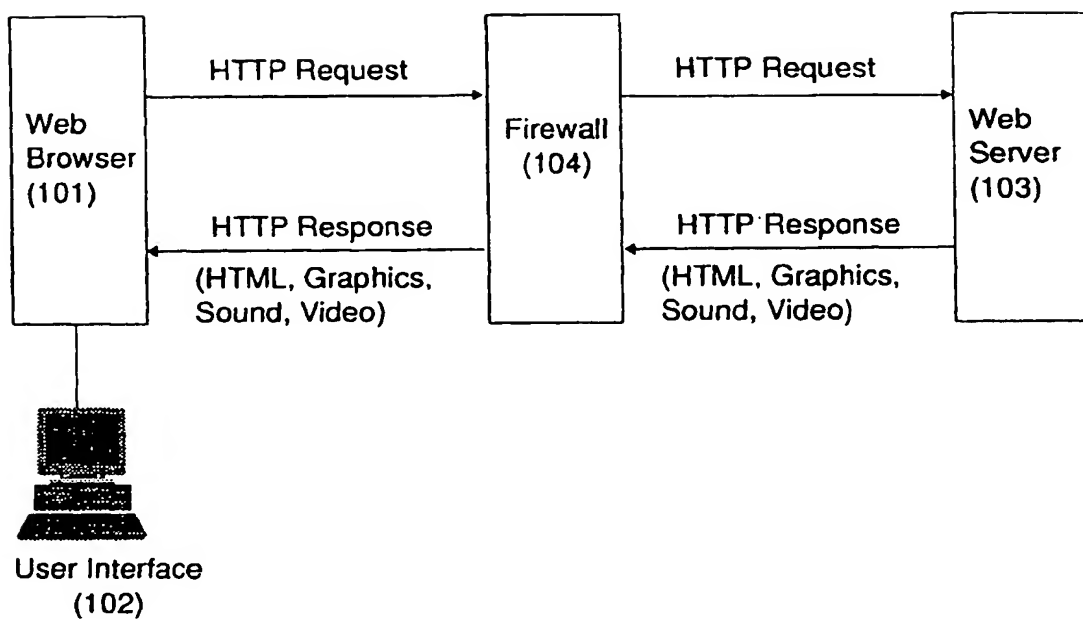 HTTP Request
HTTP Request
Web
Browser
(101)
Firewall
(104)
Web
Server
(103)
HTTP Response
(HTML, Graphics,
Sound, Video)
HTTP Response
(HTML, Graphics,
Sound, Video)
User Interface
(102)